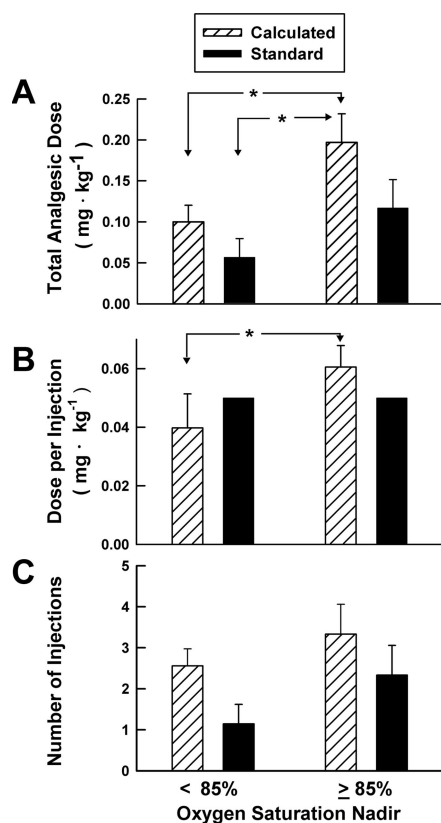 Calculated
Standard
A
Total Analgesic Dose
( mg · kg-1 )
0.25
0.20
0.15
0.10
0.05
0.00
*
*
B
Dose per Injection
( mg · kg-1 )
0.06
0.04
0.02
0.00
*
C
Number of Injections
5
4
3
2
1
0
< 85%
≥ 85%
Oxygen Saturation Nadir